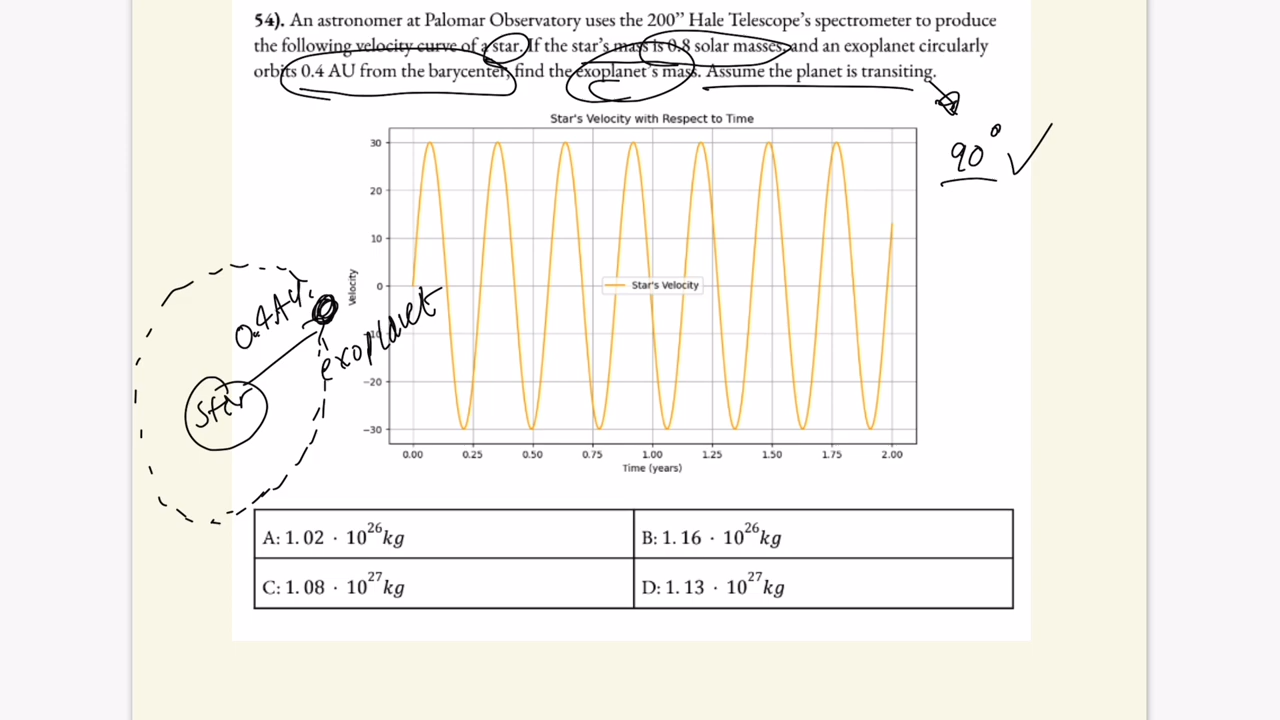 54). An astronomer at Palomar Observatory uses the 200” Hale Telescope’s spectrometer to produce
the following velocity curve of a star. If the star’s mass is 0.8 solar masses, and an exoplanet circularly
orbits 0.4 AU from the barycenter, find the exoplanet’s mass. Assume the planet is transiting.
90°
Star's Velocity with Respect to Time
30
20
10
0
-10
-20
-30
Velocity
Star's Velocity
0.00 0.25 0.50 0.75 1.00 1.25 1.50 1.75 2.00
Time (years)
0.4AU
exoplanet
Star
A: 1.02 · 10^26 kg
B: 1.16 · 10^26 kg
C: 1.08 · 10^27 kg
D: 1.13 · 10^27 kg